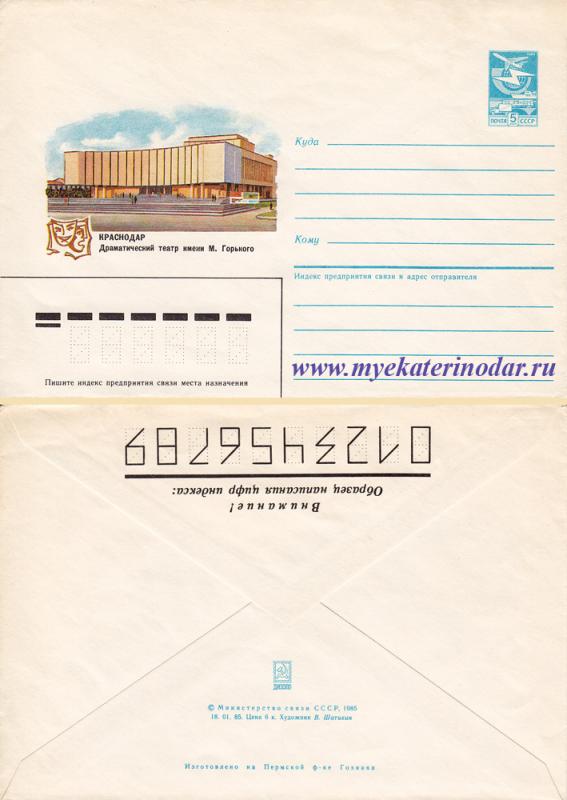 ПОЧТА 5 СССР
Куда
КРАСНОДАР
Драматический театр имени М. Горького
Кому
Индекс предприятия связи и адрес отправителя
www.myekaterinodar.ru
Пишите индекс предприятия связи места назначения
Внимание!
Образец написания цифр индекса:
0123456789
© Министерство связи СССР, 1985
18. 01. 85. Цена 6 к. Художник В. Шатихин
Изготовлено на Пермской ф-ке Гознака